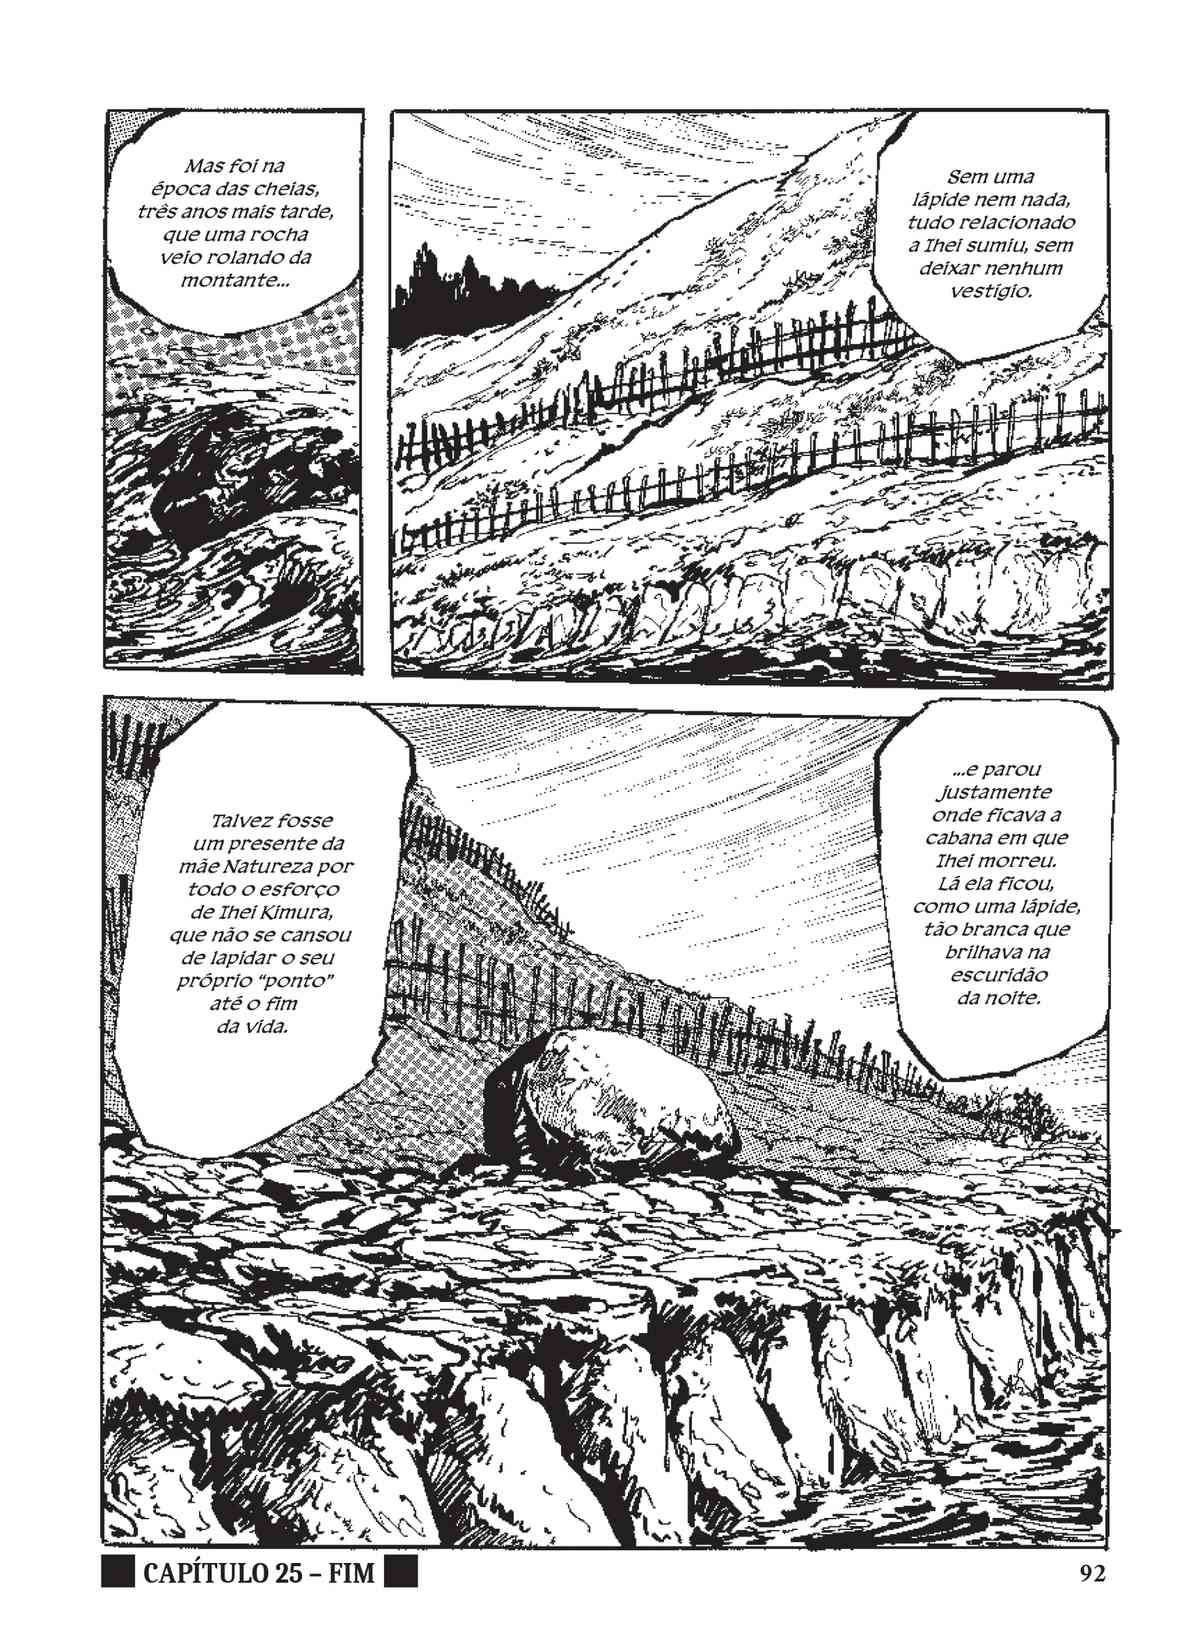 Sem uma
lápide nem nada,
tudo relacionado
a Ihei sumiu, sem
deixar nenhum
vestígio.
Mas foi na
época das cheias,
três anos mais tarde,
que uma rocha
veio rolando da
montante...
...e parou
justamente
onde ficava a
cabana em que
Ihei morreu.
Lá ela ficou,
como uma lápide,
tão branca que
brilhava na
escuridão
da noite.
Talvez fosse
um presente da
mãe Natureza por
todo o esforço
de Ihei Kimura,
que não se cansou
de lapidar o seu
próprio “ponto”
até o fim
da vida.
CAPÍTULO 25 – FIM
92